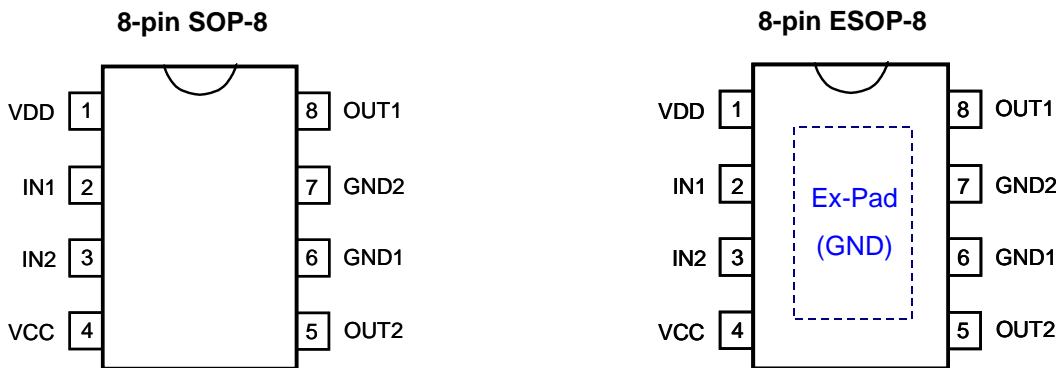 8-pin SOP-8
VDD 1 8 OUT1
IN1 2 7 GND2
IN2 3 6 GND1
VCC 4 5 OUT2
8-pin ESOP-8
VDD 1 8 OUT1
IN1 2 7 GND2
Ex-Pad
(GND)
IN2 3 6 GND1
VCC 4 5 OUT2